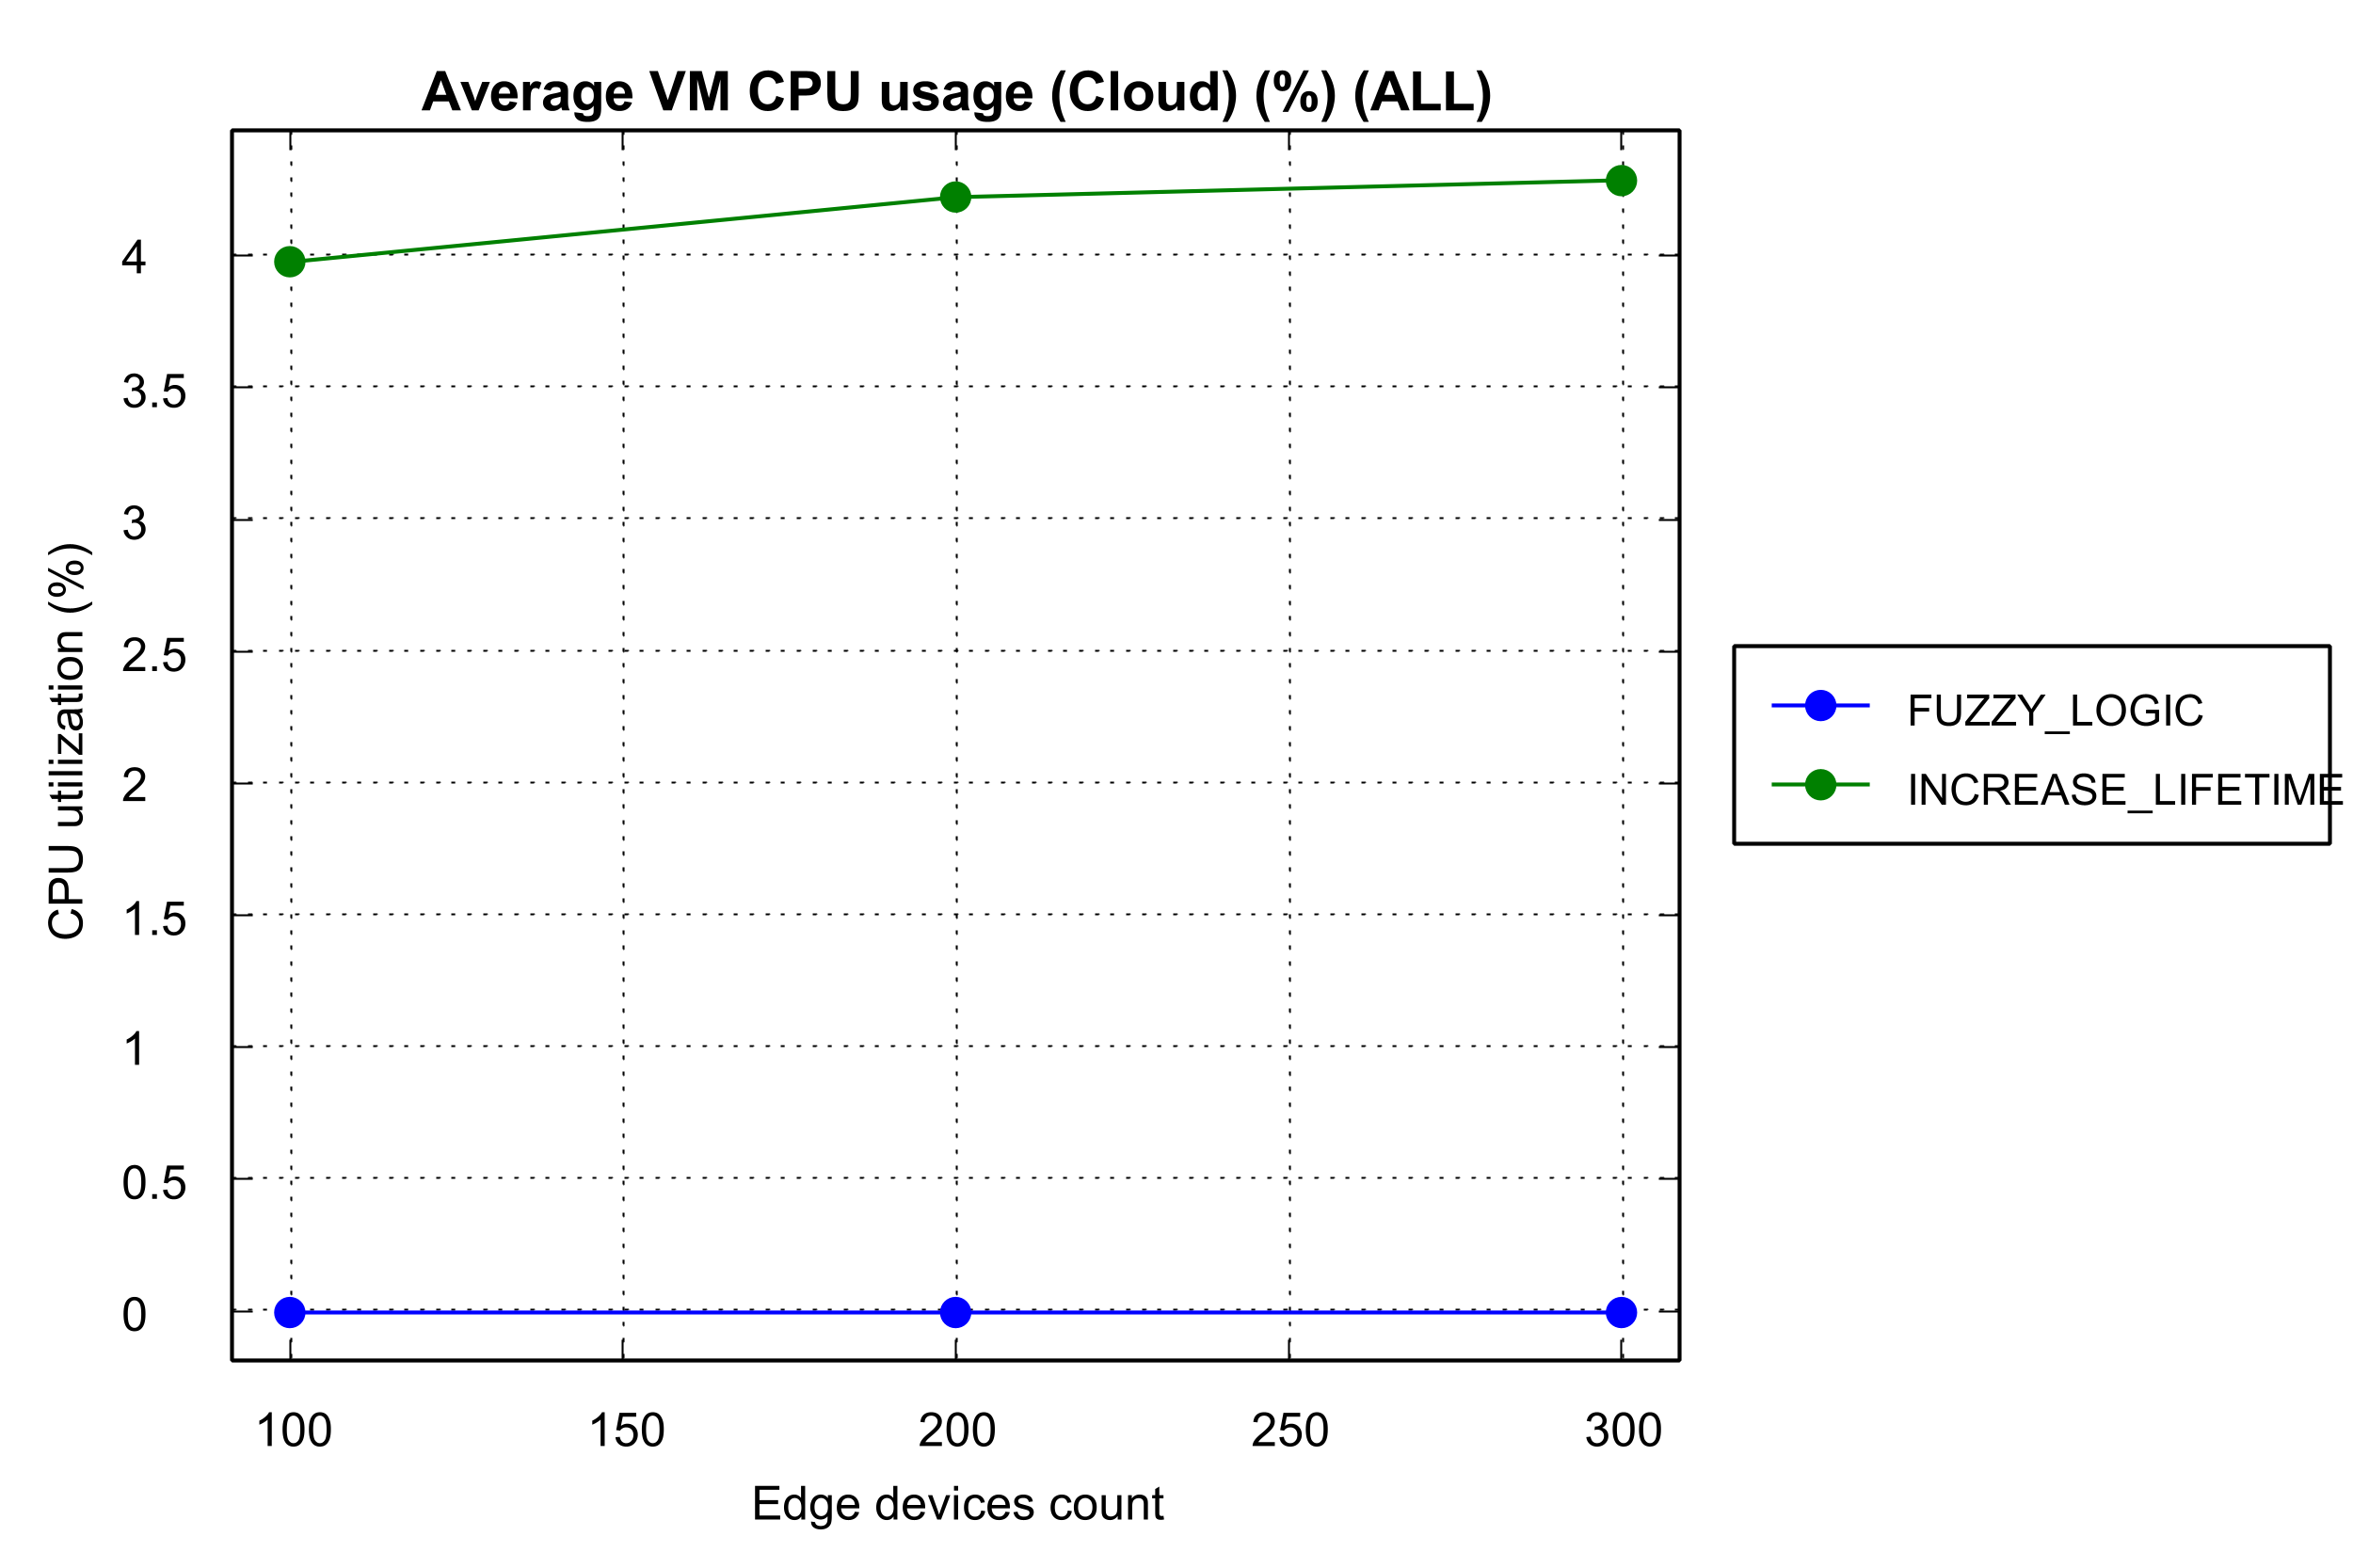 Average VM CPU usage (Cloud) (%) (ALL)
CPU utilization (%)
4
3.5
3
2.5
2
1.5
1
0.5
0
100 150 200 250 300
Edge devices count
FUZZY_LOGIC
INCREASE_LIFETIME